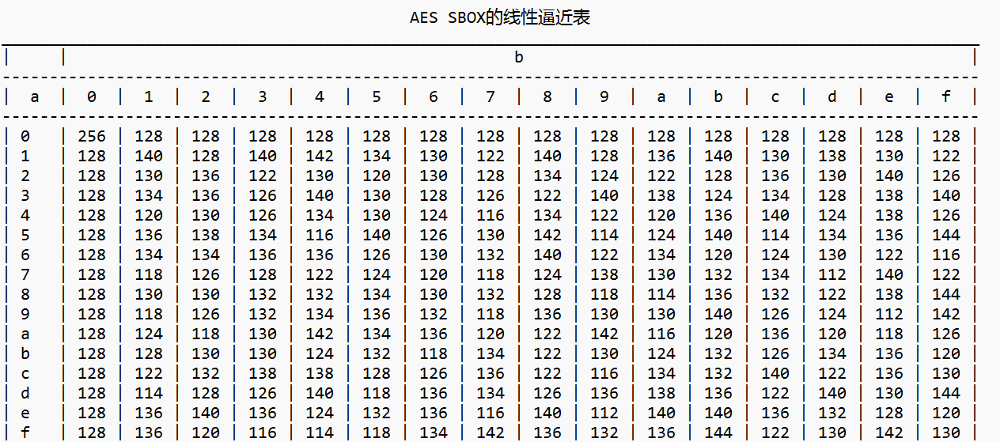 AES SBOX的线性逼近表
| | b |
| a | 0 | 1 | 2 | 3 | 4 | 5 | 6 | 7 | 8 | 9 | a | b | c | d | e | f |
| 0 | 256 | 128 | 128 | 128 | 128 | 128 | 128 | 128 | 128 | 128 | 128 | 128 | 128 | 128 | 128 | 128 |
| 1 | 128 | 140 | 128 | 140 | 142 | 134 | 130 | 122 | 140 | 128 | 136 | 140 | 130 | 138 | 130 | 122 |
| 2 | 128 | 130 | 136 | 122 | 130 | 120 | 130 | 128 | 134 | 124 | 122 | 128 | 136 | 130 | 140 | 126 |
| 3 | 128 | 134 | 136 | 126 | 140 | 130 | 128 | 126 | 122 | 140 | 138 | 124 | 134 | 128 | 138 | 140 |
| 4 | 128 | 120 | 130 | 126 | 134 | 130 | 124 | 116 | 134 | 122 | 120 | 136 | 140 | 124 | 138 | 126 |
| 5 | 128 | 136 | 138 | 134 | 116 | 140 | 126 | 130 | 142 | 114 | 124 | 140 | 114 | 134 | 136 | 144 |
| 6 | 128 | 134 | 134 | 136 | 136 | 126 | 130 | 132 | 140 | 122 | 134 | 120 | 124 | 130 | 122 | 116 |
| 7 | 128 | 118 | 126 | 128 | 122 | 124 | 120 | 118 | 124 | 138 | 130 | 132 | 134 | 112 | 140 | 122 |
| 8 | 128 | 130 | 130 | 132 | 132 | 134 | 130 | 132 | 128 | 118 | 114 | 136 | 132 | 122 | 138 | 144 |
| 9 | 128 | 118 | 126 | 132 | 134 | 136 | 132 | 118 | 136 | 130 | 130 | 140 | 126 | 124 | 112 | 142 |
| a | 128 | 124 | 118 | 130 | 142 | 134 | 136 | 120 | 122 | 142 | 116 | 120 | 136 | 120 | 118 | 126 |
| b | 128 | 128 | 130 | 130 | 124 | 132 | 118 | 134 | 122 | 130 | 124 | 132 | 126 | 134 | 136 | 120 |
| c | 128 | 122 | 132 | 138 | 138 | 128 | 126 | 136 | 122 | 116 | 134 | 132 | 140 | 122 | 136 | 130 |
| d | 128 | 114 | 128 | 126 | 140 | 118 | 136 | 134 | 126 | 136 | 138 | 136 | 122 | 140 | 130 | 144 |
| e | 128 | 136 | 140 | 136 | 124 | 132 | 136 | 116 | 140 | 112 | 140 | 140 | 136 | 132 | 128 | 120 |
| f | 128 | 136 | 120 | 116 | 114 | 118 | 134 | 142 | 136 | 132 | 136 | 144 | 122 | 130 | 142 | 130 |